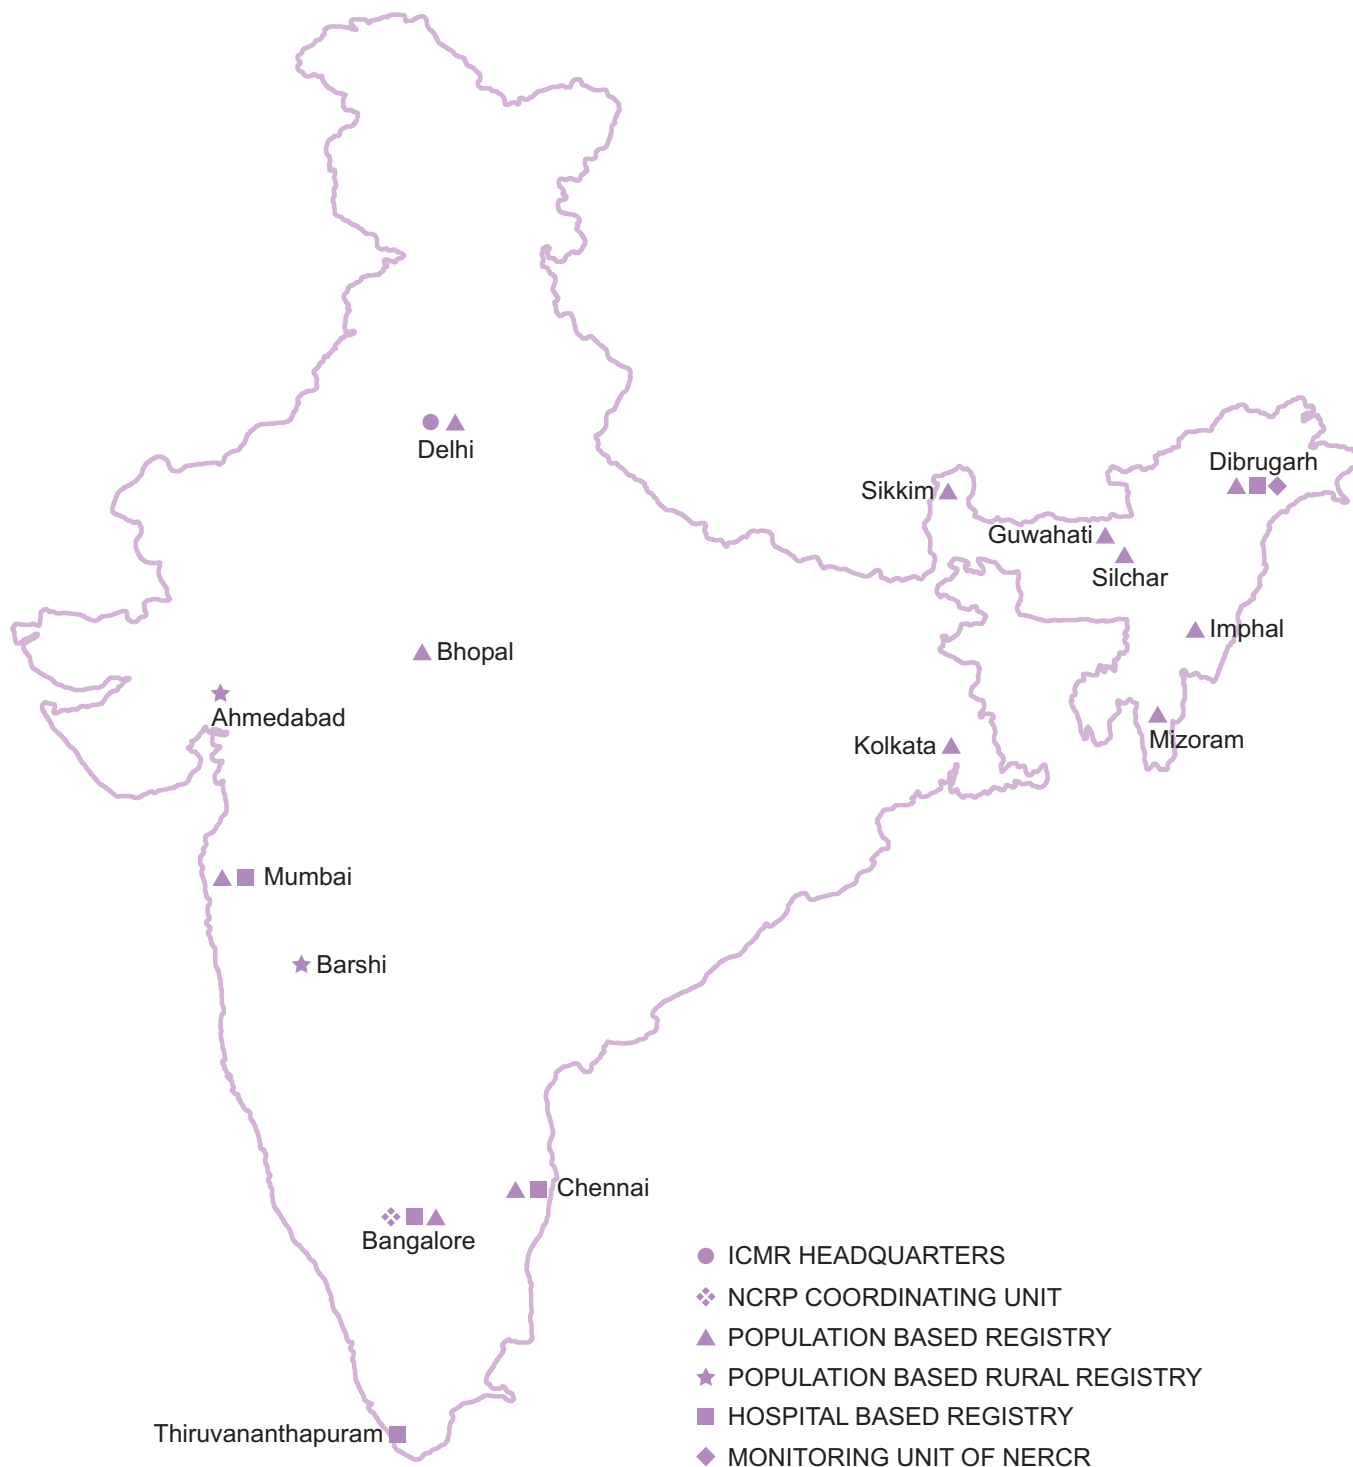 Delhi
Dibrugarh
Sikkim
Guwahati
Silchar
Imphal
Bhopal
Ahmedabad
Mizoram
Kolkata
Mumbai
Barshi
Chennai
Bangalore
ICMR HEADQUARTERS
NCRP COORDINATING UNIT
POPULATION BASED REGISTRY
POPULATION BASED RURAL REGISTRY
HOSPITAL BASED REGISTRY
Thiruvananthapuram
MONITORING UNIT OF NERCR